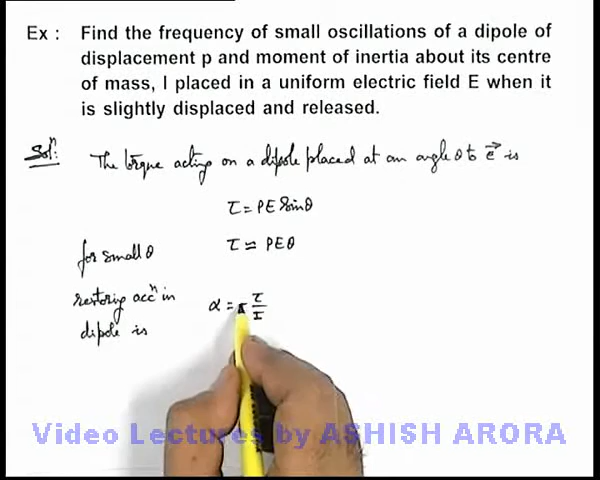 Ex : Find the frequency of small oscillations of a dipole of
displacement p and moment of inertia about its centre
of mass, I placed in a uniform electric field E when it
is slightly displaced and released.
Solⁿ: The torque acting on a dipole placed at an angle θ to e⃗ is
τ = PE Sinθ
for small θ τ ≃ PEθ
restoring accⁿ in
dipole is
α = - τ/I
Video Lectures by ASHISH ARORA